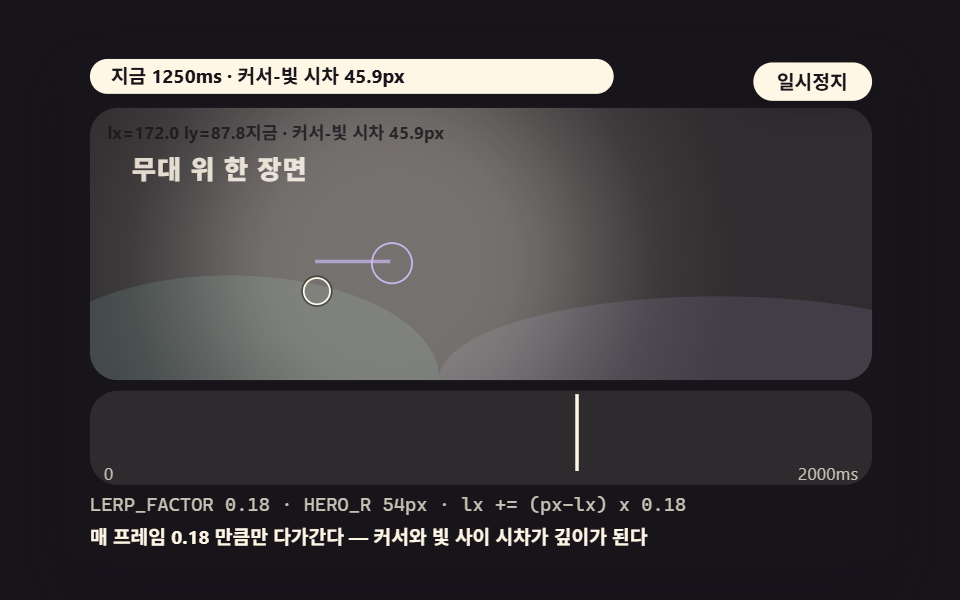 지금 1250ms · 커서-빛 시차 45.9px
일시정지
lx=172.0 ly=87.8지금 · 커서-빛 시차 45.9px
무대 위 한 장면
0
2000ms
LERP_FACTOR 0.18 · HERO_R 54px · lx += (px−lx) x 0.18
매 프레임 0.18 만큼만 다가간다 — 커서와 빛 사이 시차가 깊이가 된다